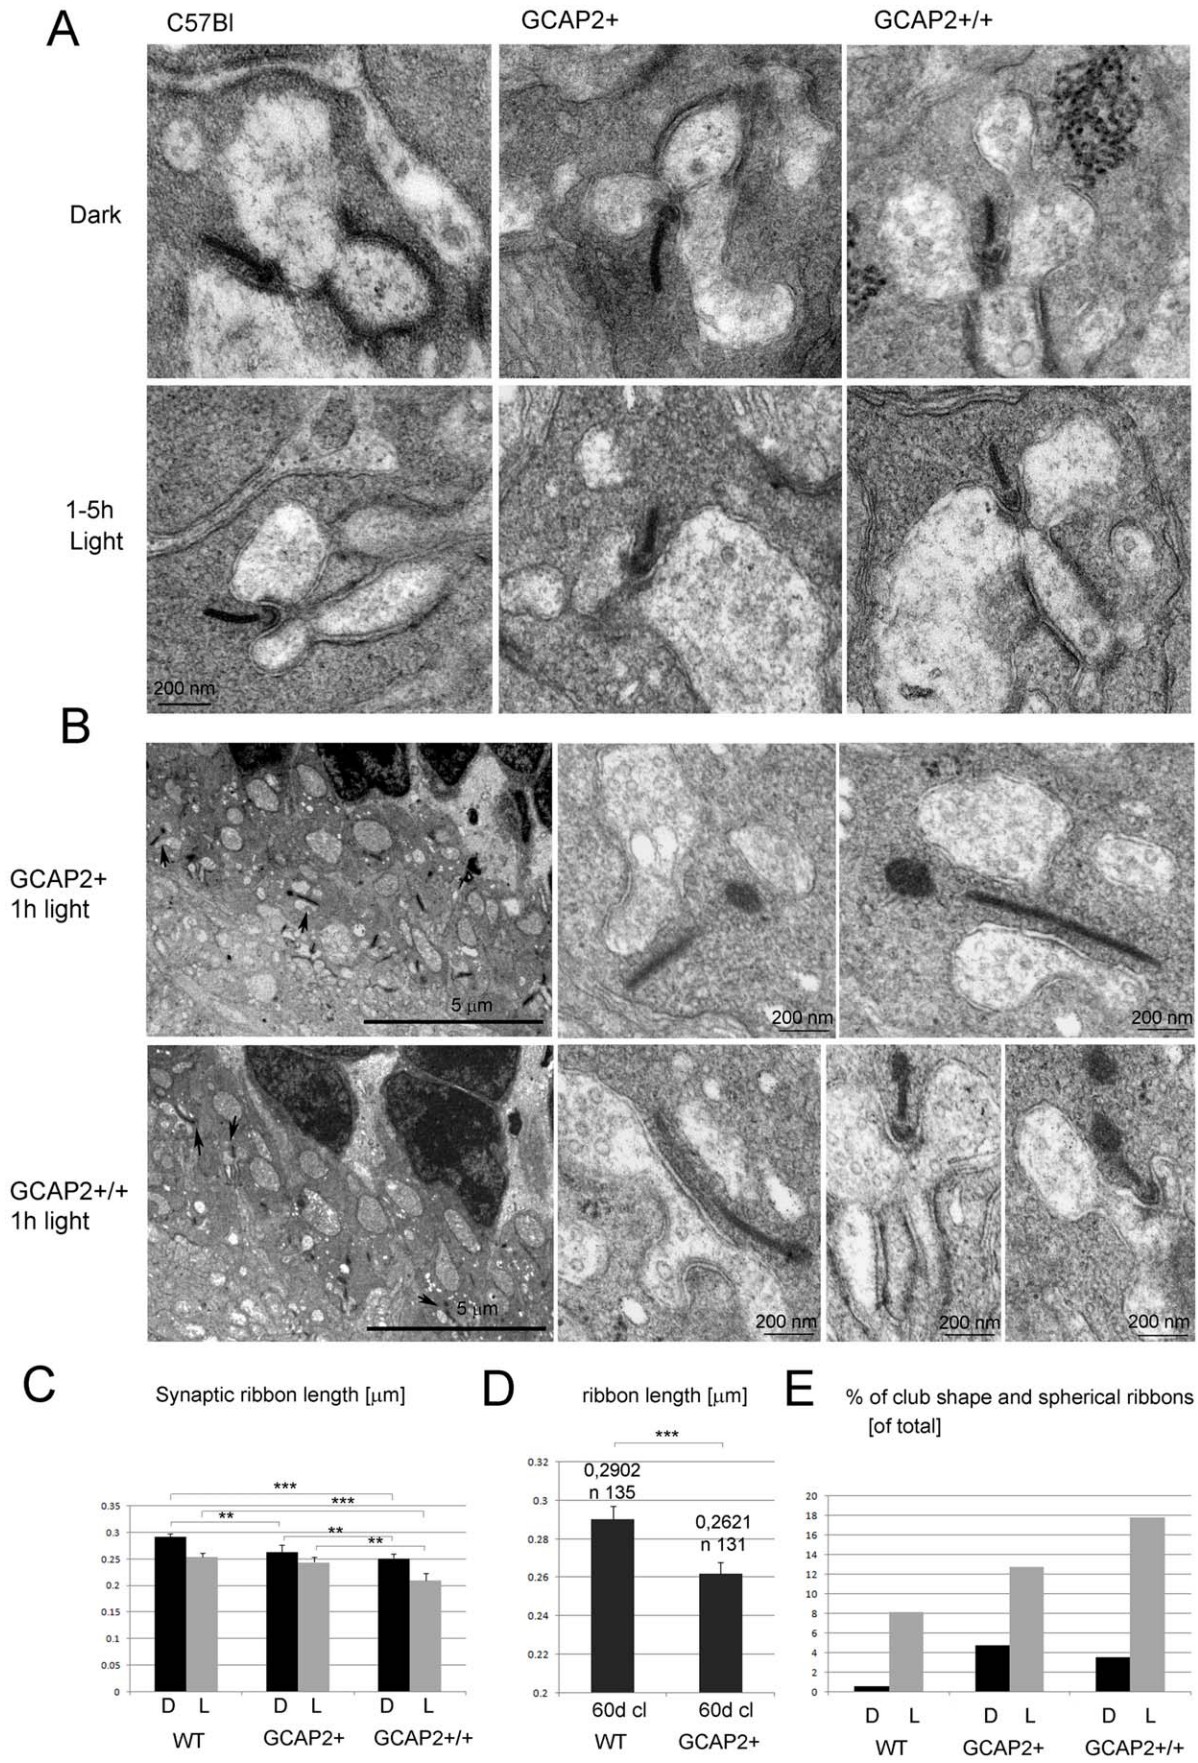 A
C57Bl
GCAP2+
GCAP2+/+
Dark
1-5h
Light
200 nm
B
GCAP2+
1h light
5 μm
200 nm
200 nm
GCAP2+/+
1h light
5 μm
200 nm
200 nm
200 nm
C
Synaptic ribbon length [μm]
***
***
**
**
**
0.35
0.3
0.25
0.2
0.15
0.1
0.05
0
D L
D L
D L
WT
GCAP2+
GCAP2+/+
D
ribbon length [μm]
***
0.32
0.3
0.28
0.26
0.24
0.22
0.2
0,2902
n 135
0,2621
n 131
60d cl
60d cl
WT
GCAP2+
E
% of club shape and spherical ribbons
[of total]
20
18
16
14
12
10
8
6
4
2
0
D L
D L
D L
WT
GCAP2+
GCAP2+/+